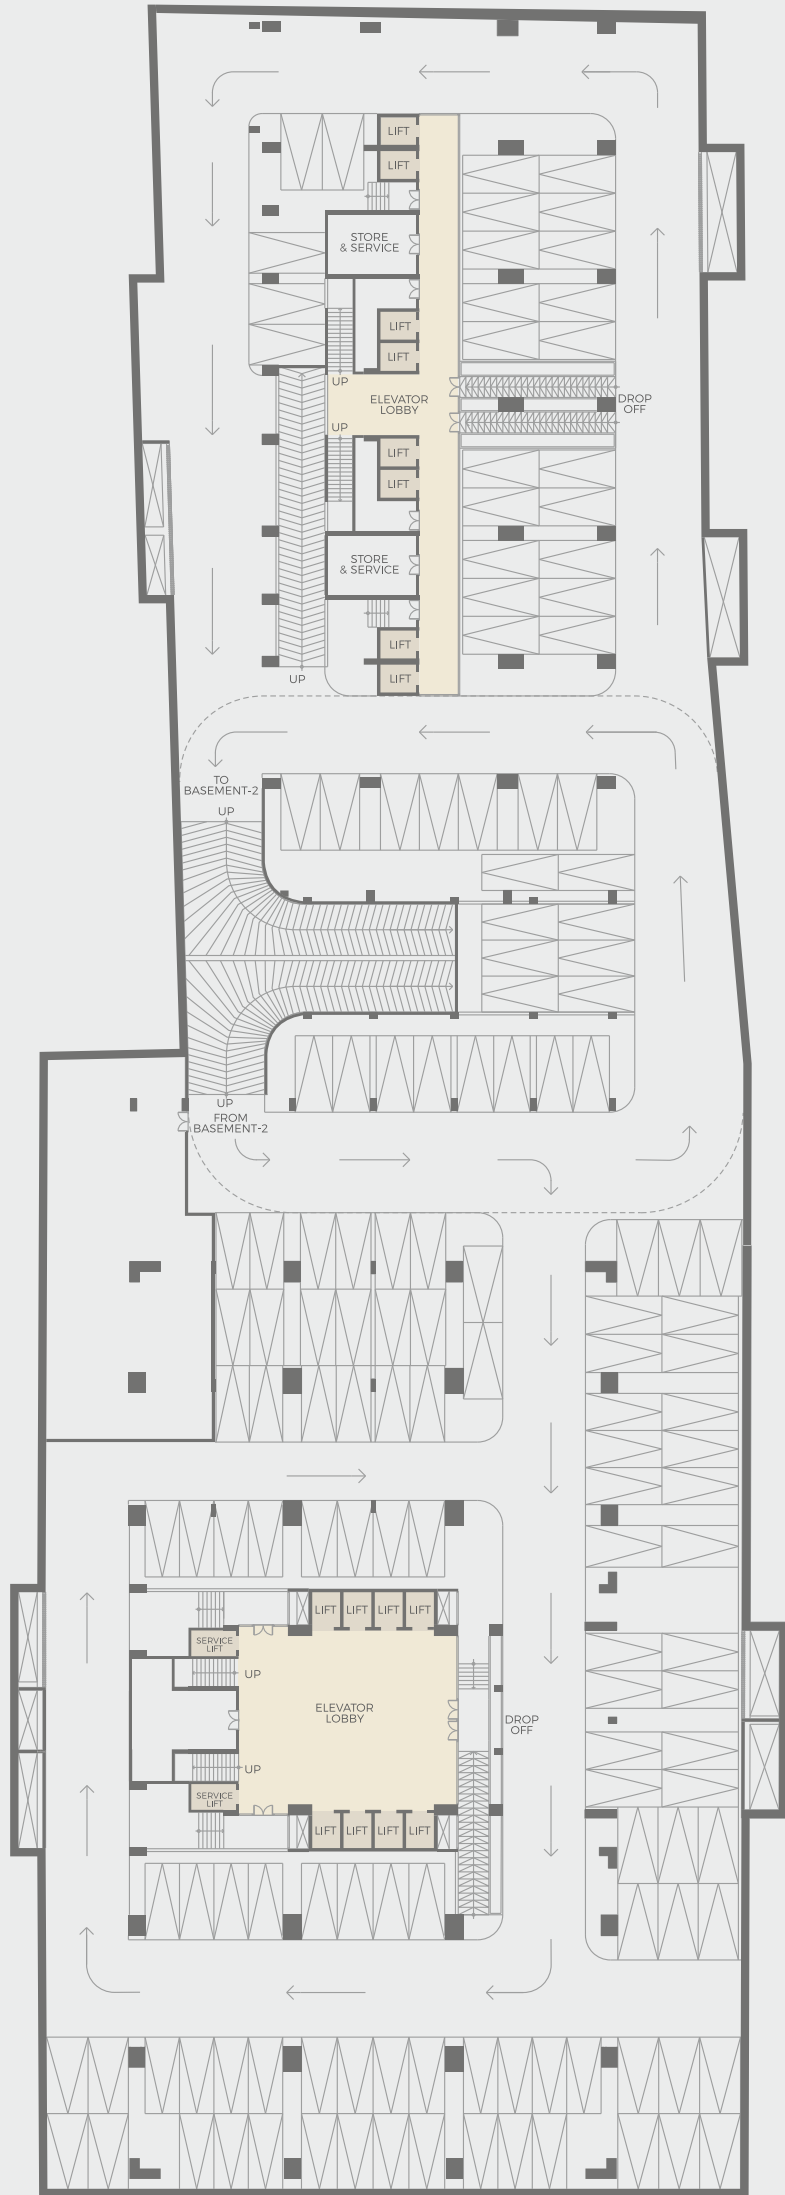 LIFT
LIFT
STORE
& SERVICE
LIFT
LIFT
UP
ELEVATOR
LOBBY
DROP
OFF
UP
LIFT
LIFT
STORE
& SERVICE
LIFT
LIFT
UP
TO
BASEMENT-2
UP
UP
FROM
BASEMENT-2
LIFT
LIFT
LIFT
LIFT
SERVICE
LIFT
UP
ELEVATOR
LOBBY
DROP
OFF
UP
SERVICE
LIFT
LIFT
LIFT
LIFT
LIFT